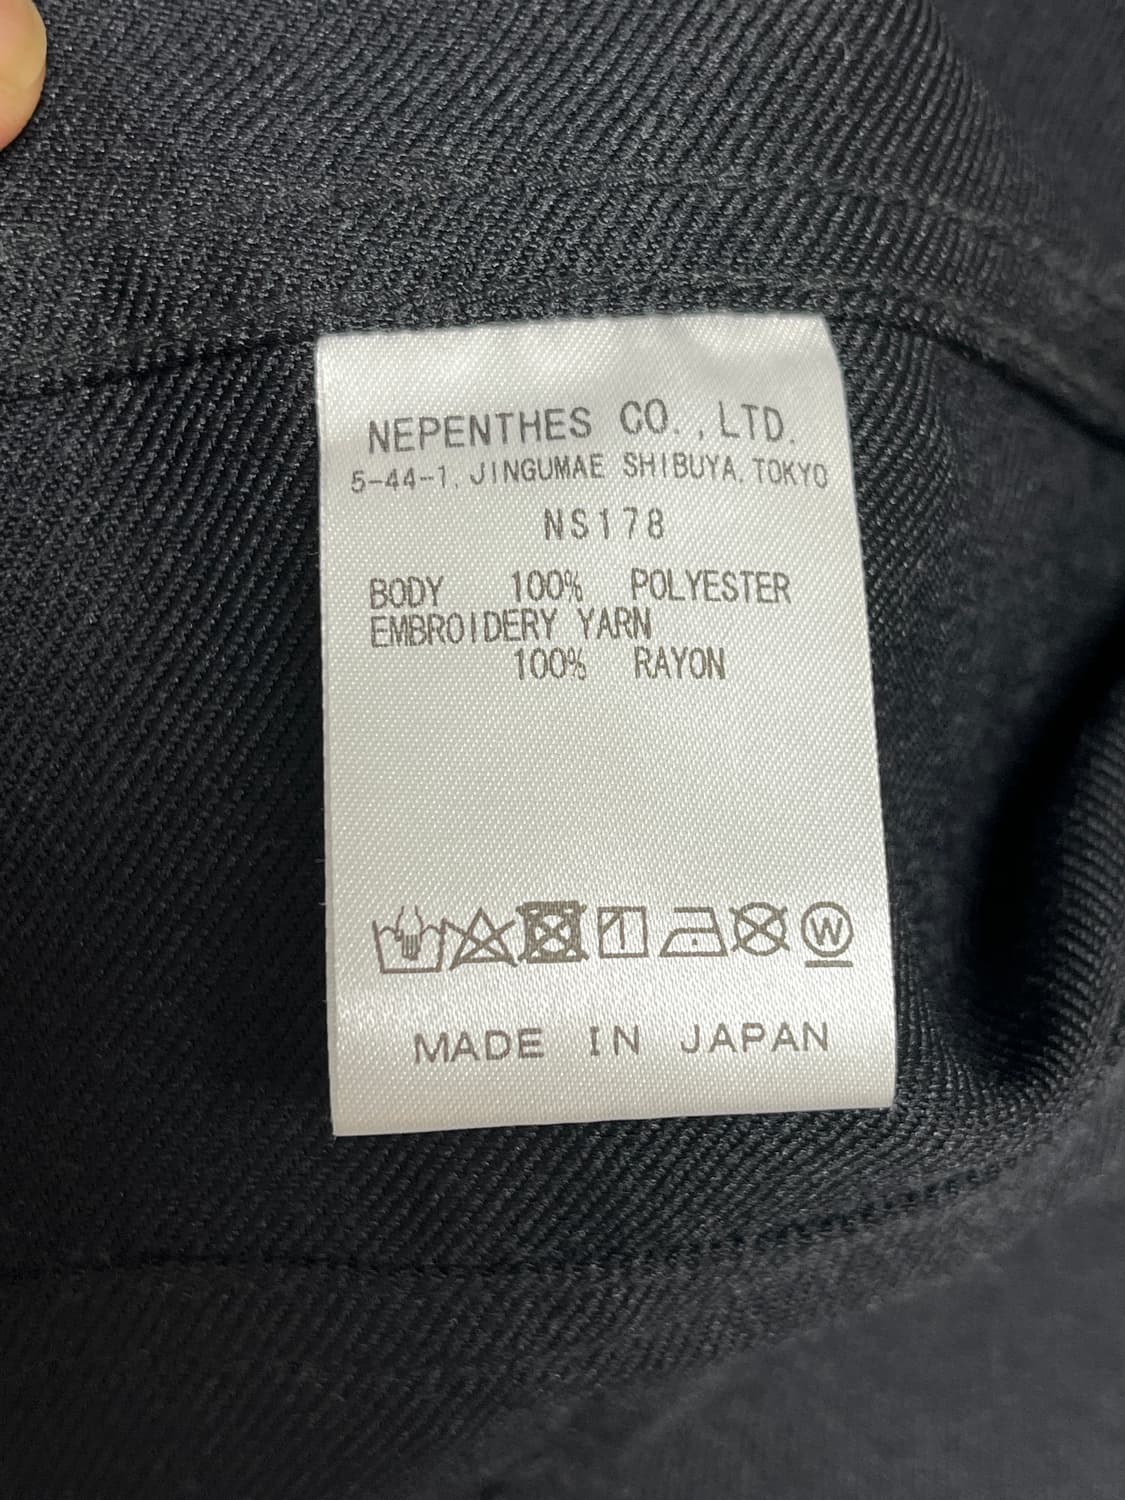 NEPENTHES CO.,LTD.
5-44-1, JINGUMAE SHIBUYA, TOKYO
NS178
BODY 100% POLYESTER
EMBROIDERY YARN
100% RAYON
W
MADE IN JAPAN